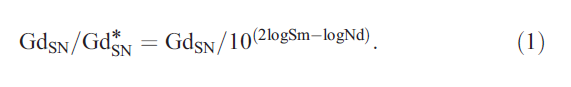 Gd_SN/Gd*_SN = Gd_SN/10^(2logSm−logNd). (1)